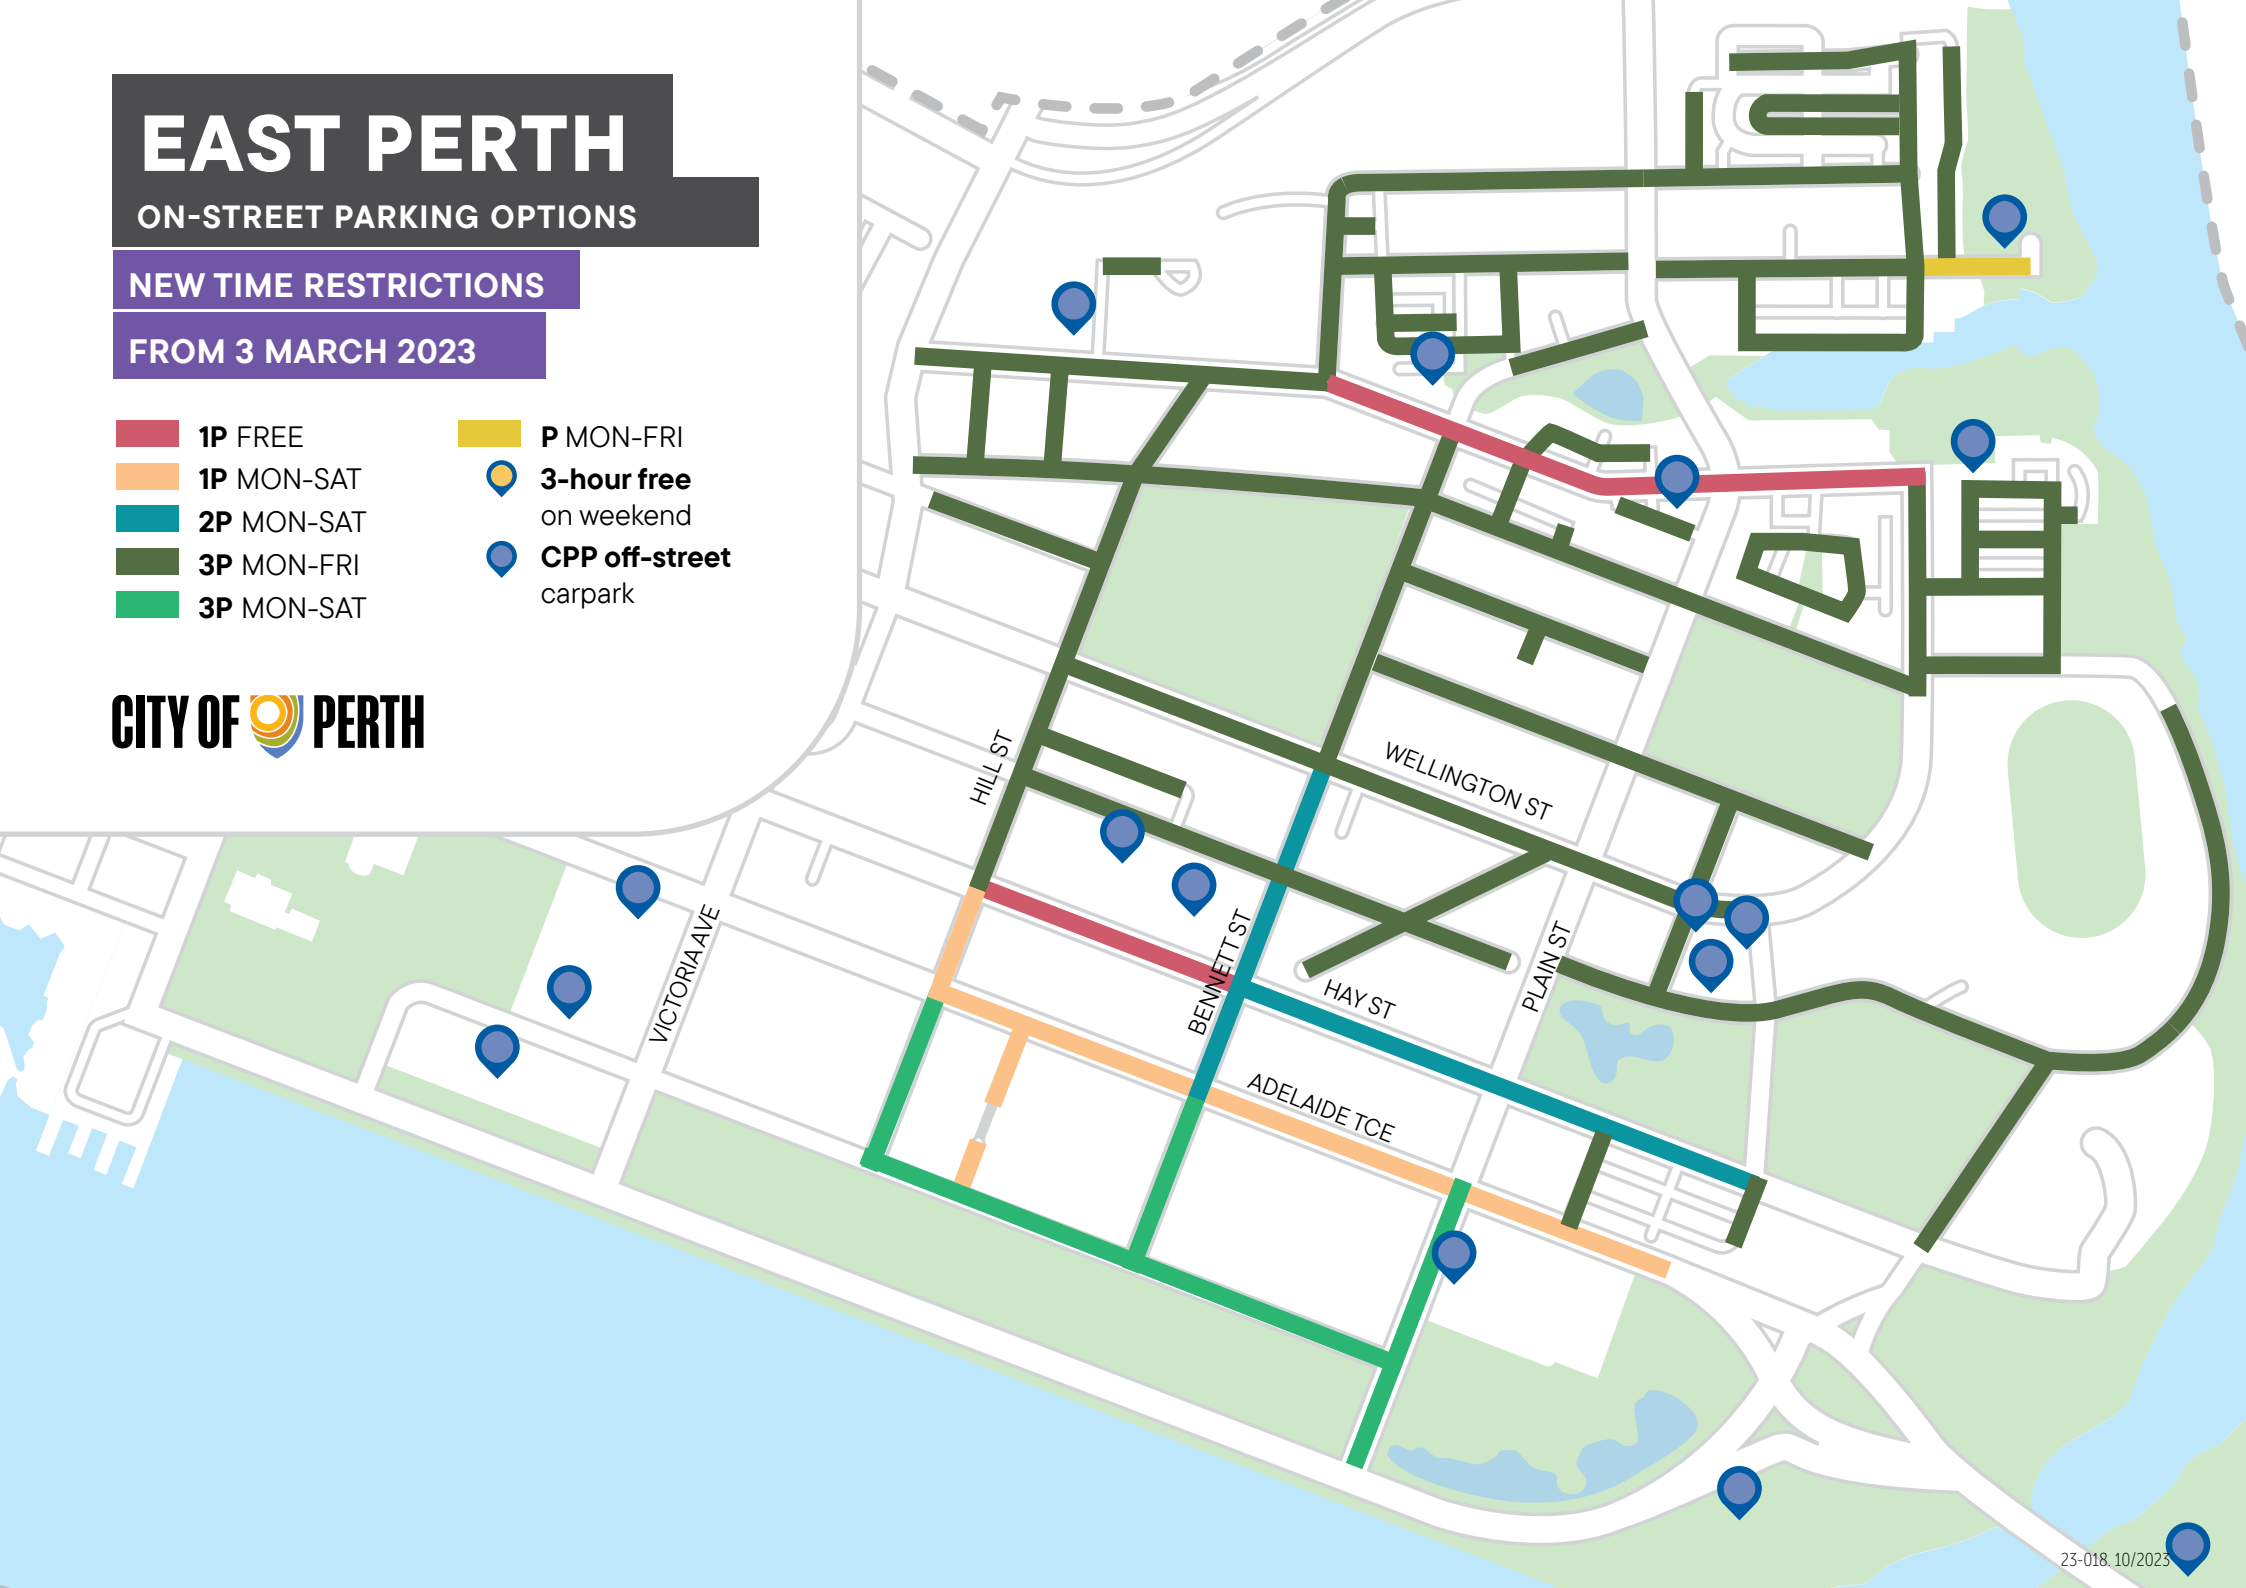 EAST PERTH
ON-STREET PARKING OPTIONS
NEW TIME RESTRICTIONS
FROM 3 MARCH 2023
1P FREE
1P MON-SAT
2P MON-SAT
3P MON-FRI
3P MON-SAT
P MON-FRI
3-hour free
on weekend
CPP off-street
carpark
CITY OF PERTH
HILL ST
WELLINGTON ST
VICTORIA AVE
BENNETT ST
HAY ST
PLAIN ST
ADELAIDE TCE
23-018. 10/2023